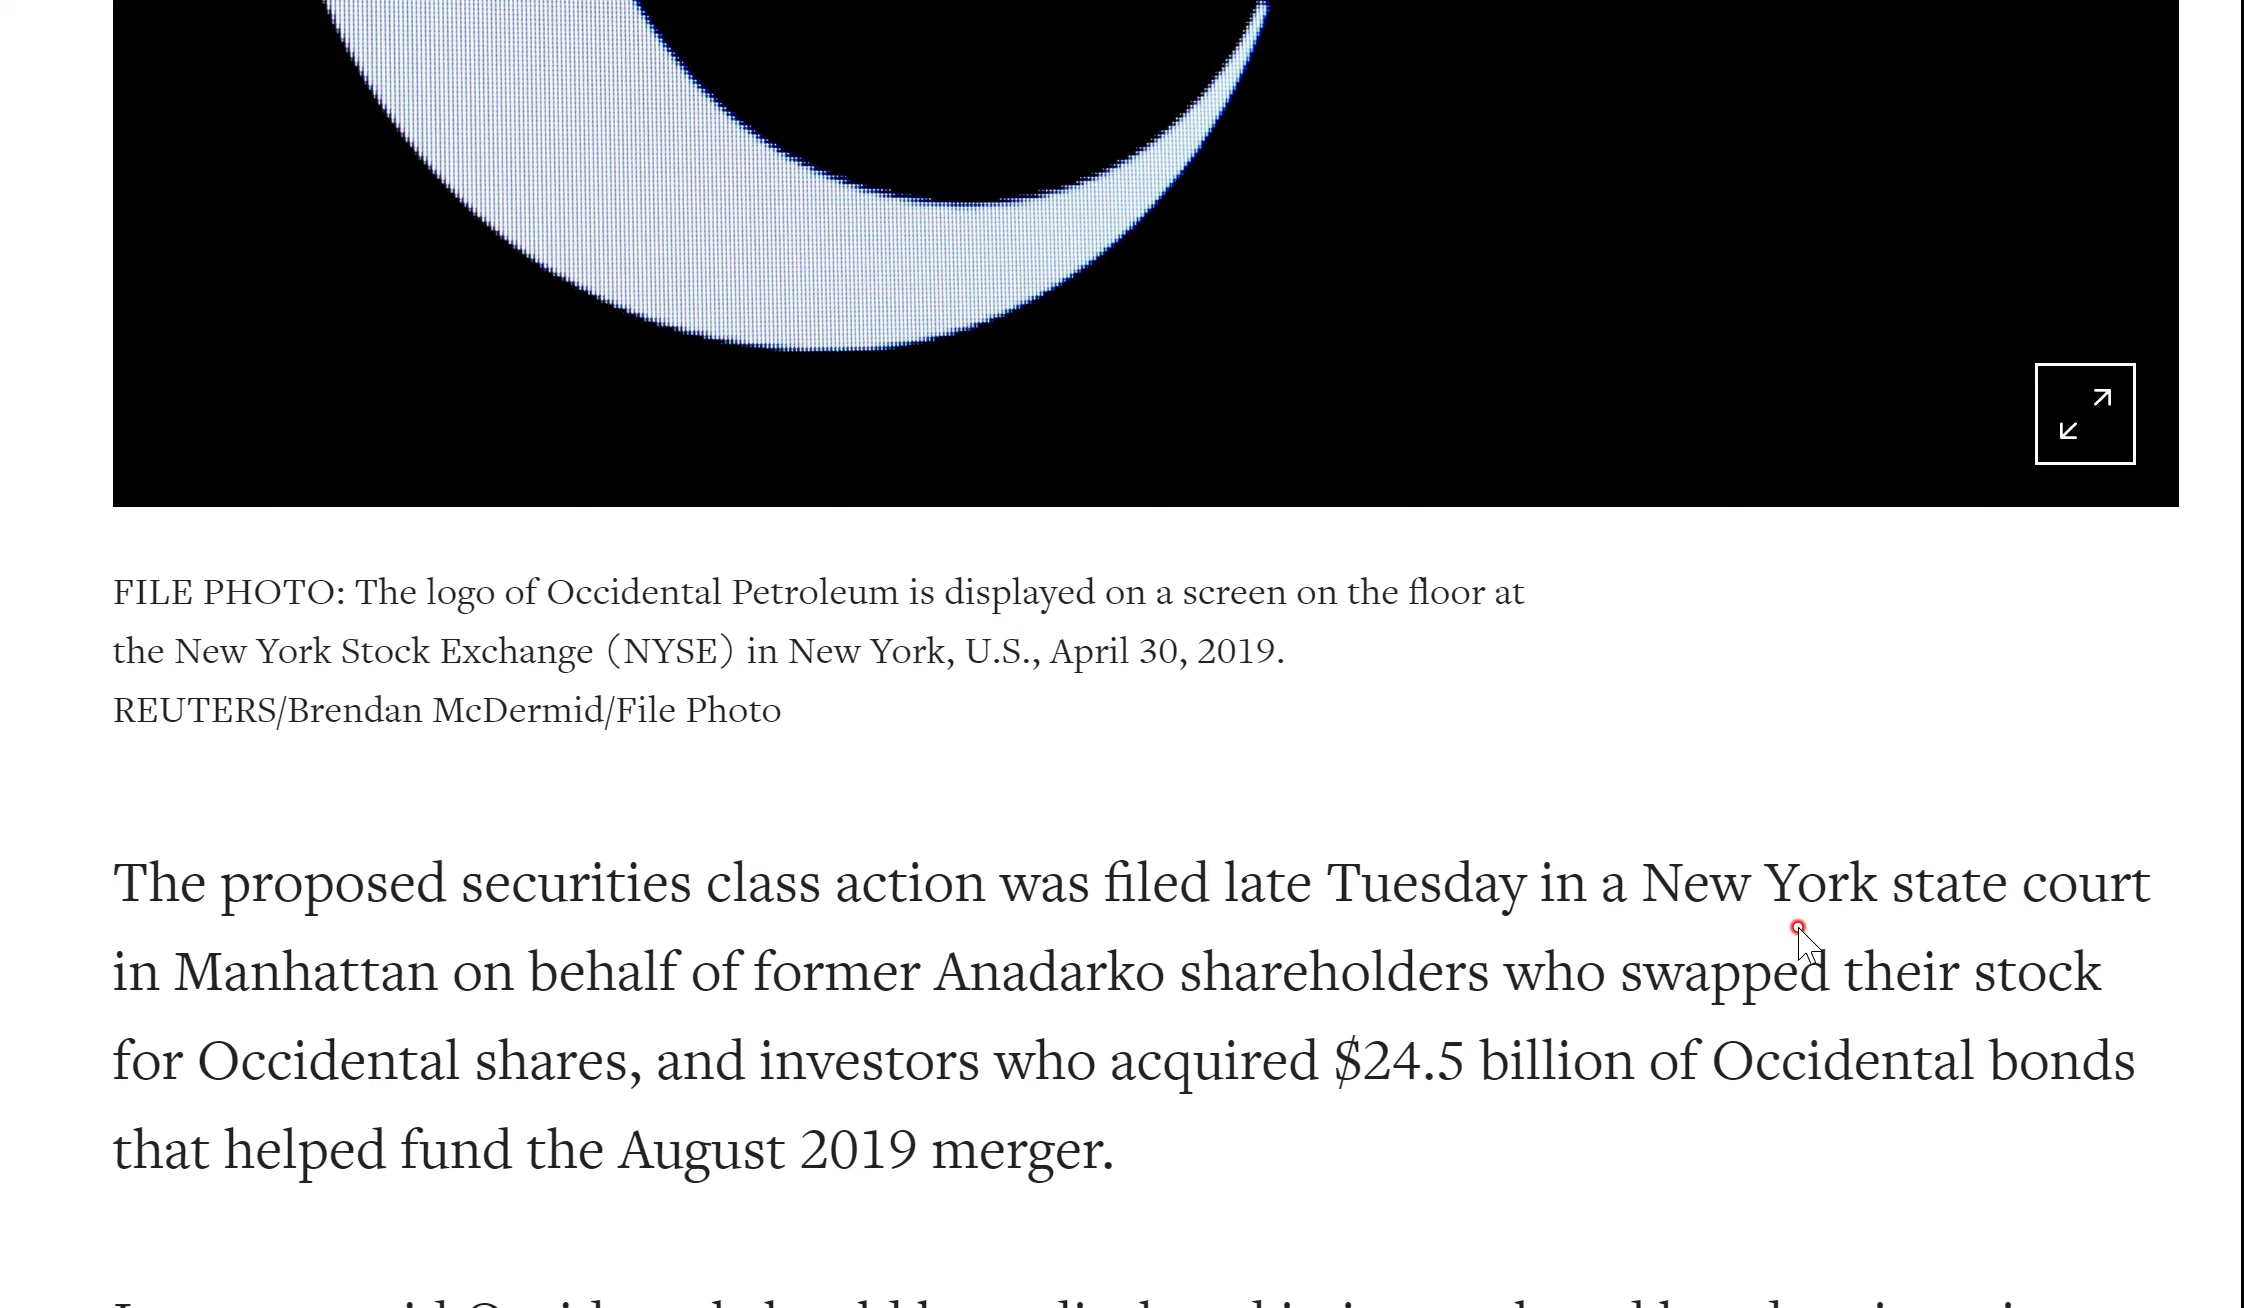 FILE PHOTO: The logo of Occidental Petroleum is displayed on a screen on the floor at
the New York Stock Exchange (NYSE) in New York, U.S., April 30, 2019.
REUTERS/Brendan McDermid/File Photo
The proposed securities class action was filed late Tuesday in a New York state court
in Manhattan on behalf of former Anadarko shareholders who swapped their stock
for Occidental shares, and investors who acquired $24.5 billion of Occidental bonds
that helped fund the August 2019 merger.